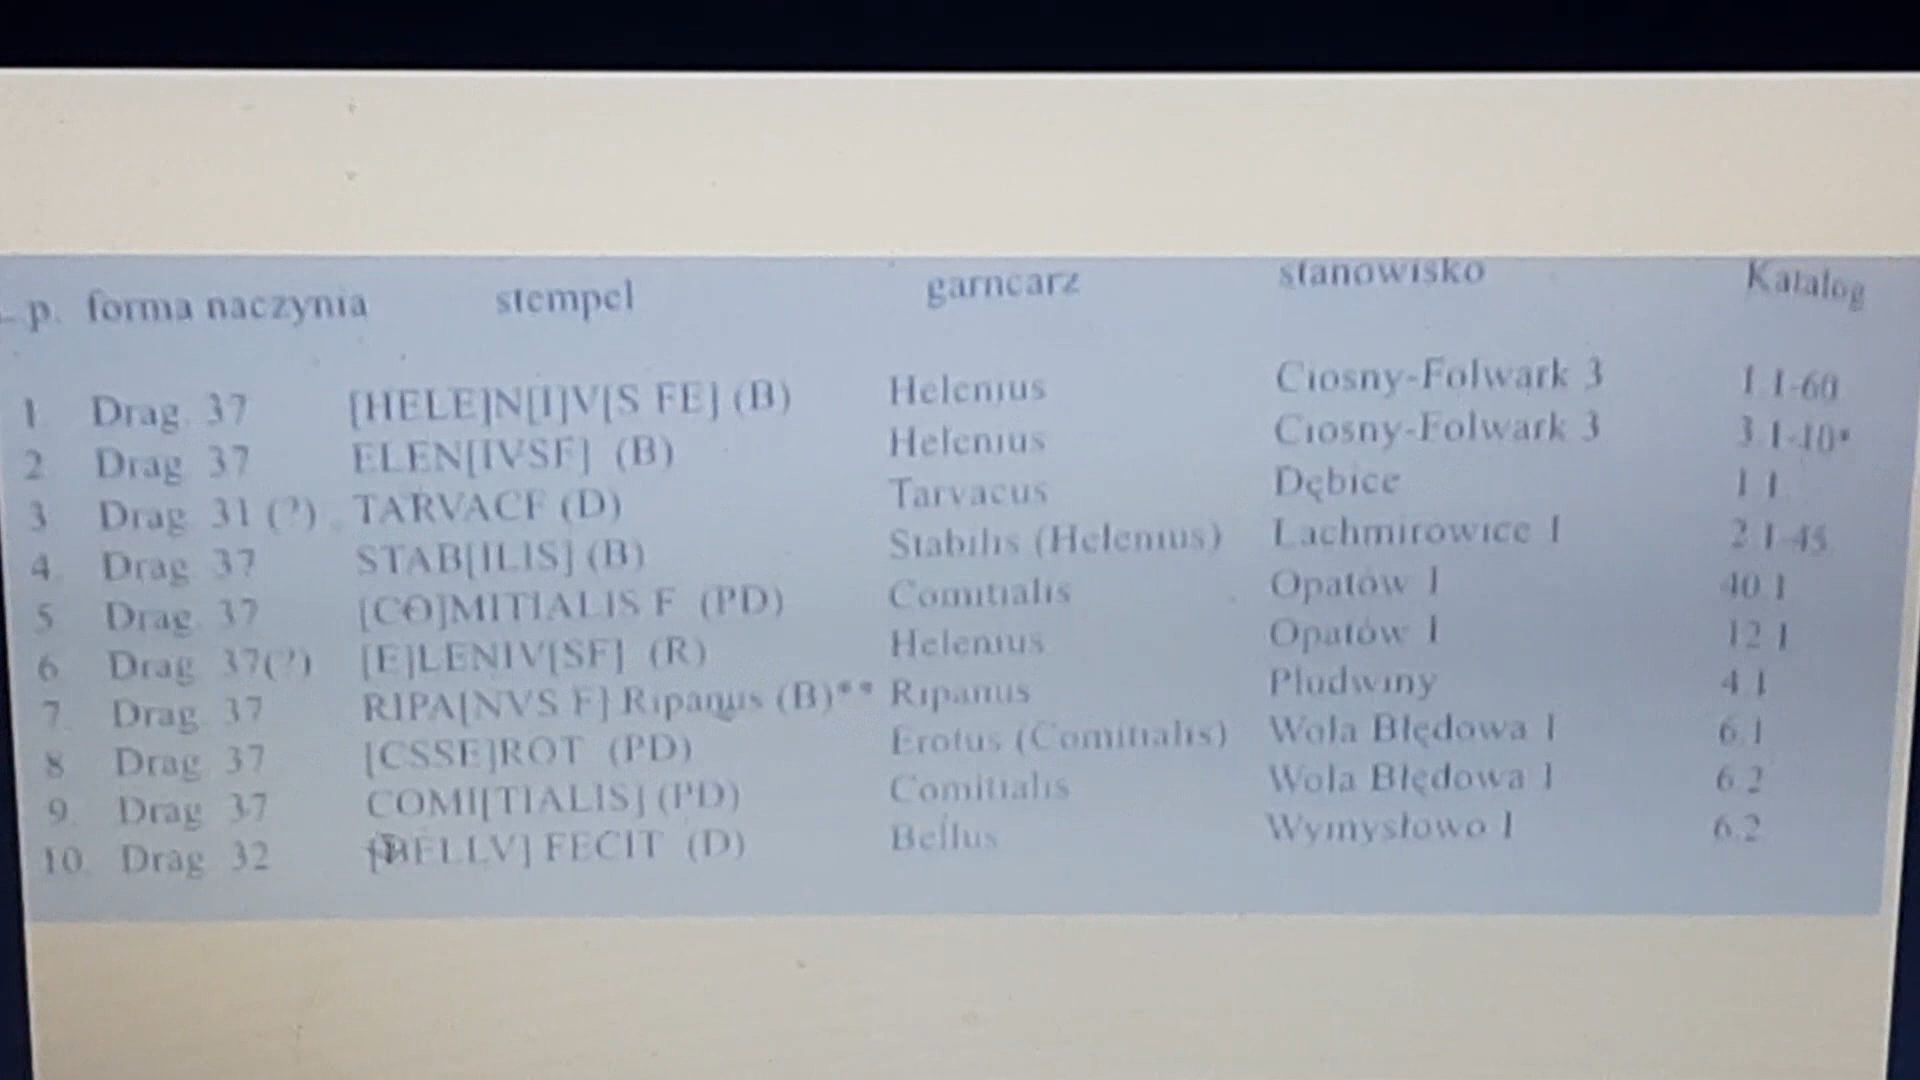 L.p. forma naczynia stempel garncarz stanowisko Katalog
1. Drag. 37 [HELE]N[I]V[S FE] (B) Helenius Ciosny-Folwark 3 1.1-60
2. Drag. 37 ELEN[IVSF] (B) Helenius Ciosny-Folwark 3 3.1-10*
3. Drag. 31 (?) TARVACF (D) Tarvacus Dębice 1.1
4. Drag. 37 STAB[ILIS] (B) Stabilis (Helenius) Lachmirowice 1 2.1-45
5. Drag. 37 [CO]MITIALIS F (PD) Comitialis Opatów 1 40.1
6. Drag. 37(?) [E]LENIV[SF] (R) Helenius Opatów 1 12.1
7. Drag. 37 RIPA[NVS F] Ripanus (B)** Ripanus Pludwiny 4.1
8. Drag. 37 [CSSE]ROT (PD) Erotus (Comitialis) Wola Błędowa 1 6.1
9. Drag. 37 COMI[TIALIS] (PD) Comitialis Wola Błędowa 1 6.2
10. Drag. 32 [BELLV] FECIT (D) Bellus Wymysłowo 1 6.2